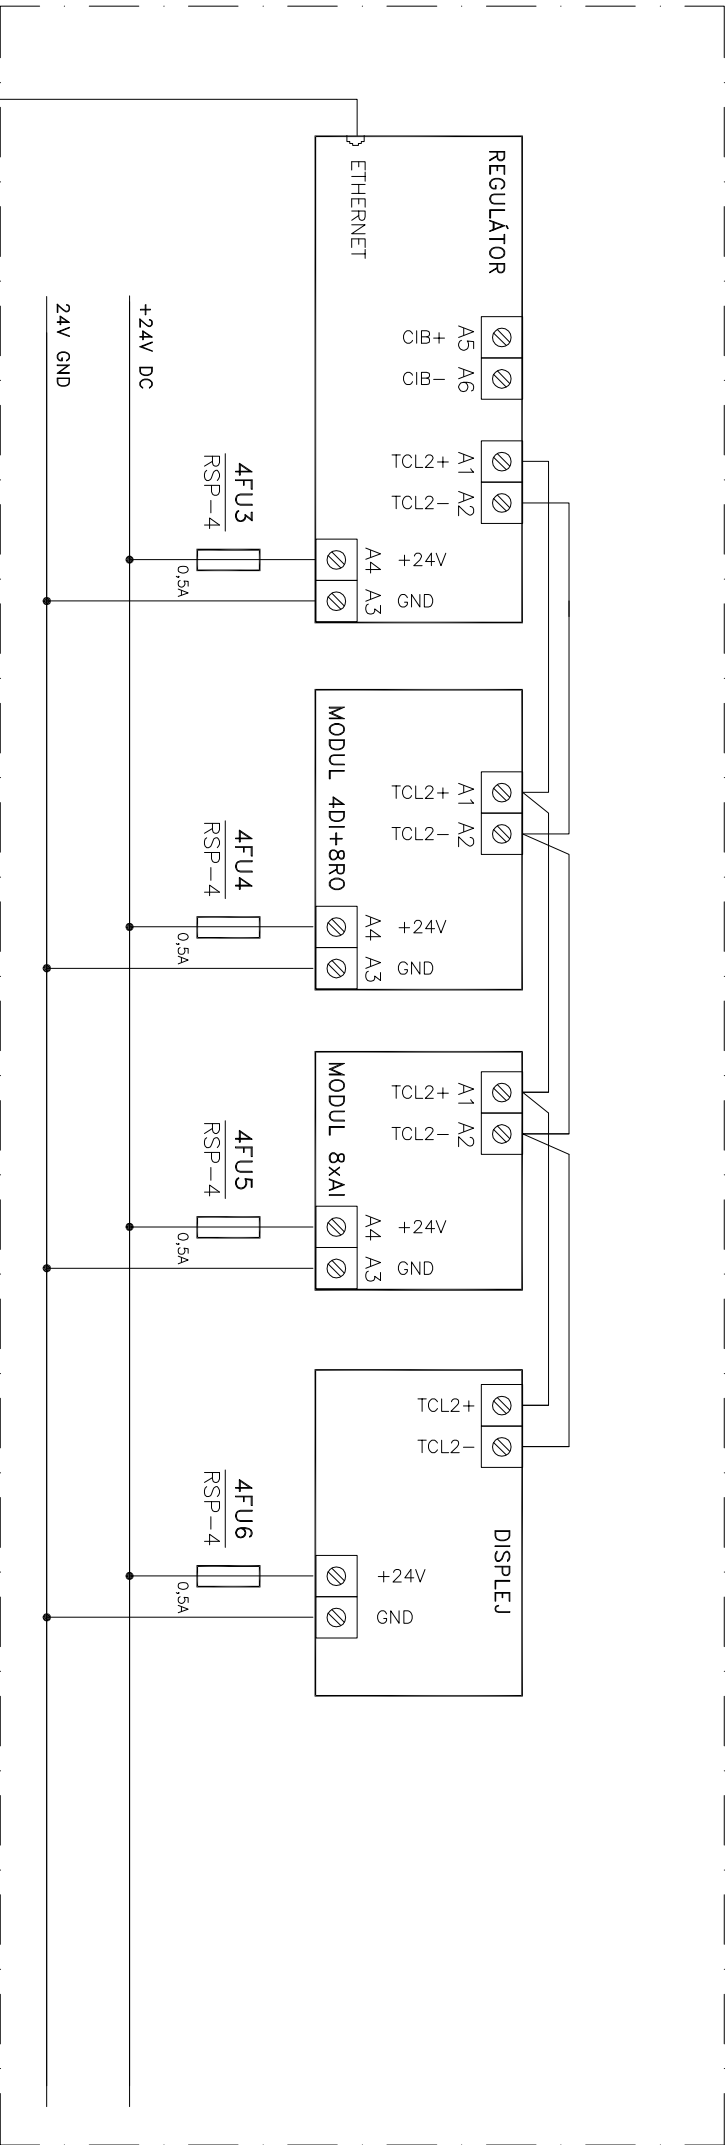 REGULÁTOR
ETHERNET
CIB+ A5
CIB- A6
TCL2+ A1
TCL2- A2
A4 +24V
A3 GND
24V GND
+24V DC
4FU3
RSP-4
0,5A
MODUL 4DI+8RO
TCL2+ A1
TCL2- A2
A4 +24V
A3 GND
4FU4
RSP-4
0,5A
MODUL 8xAI
TCL2+ A1
TCL2- A2
A4 +24V
A3 GND
4FU5
RSP-4
0,5A
TCL2+
TCL2-
DISPLEJ
+24V
GND
4FU6
RSP-4
0,5A